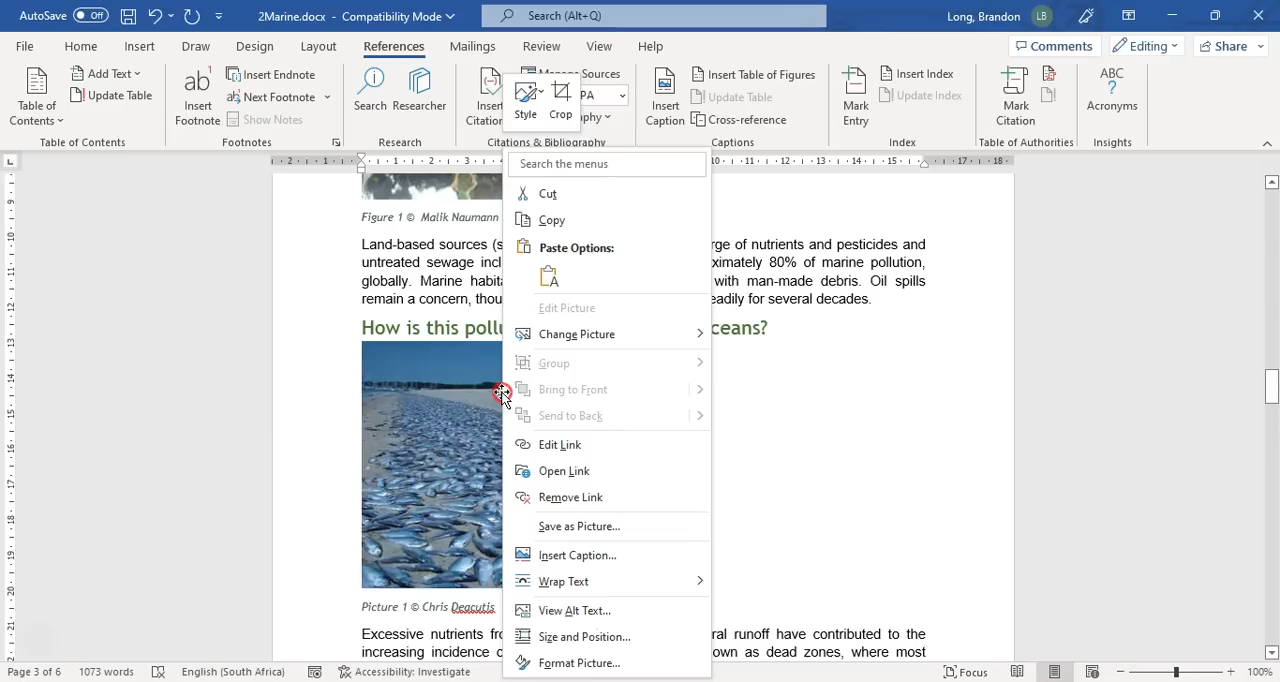 AutoSave Off 2Marine.docx - Compatibility Mode Search (Alt+Q) Long, Brandon LB
File Home Insert Draw Design Layout References Mailings Review View Help Comments Editing Share
Table of Contents
Add Text
Update Table
Table of Contents
ab
Insert Footnote
Insert Endnote
Next Footnote
Show Notes
Footnotes
Search
Researcher
Research
Insert
Manage Sources
PA
Citations & Bibliography
Insert Caption
Insert Table of Figures
Update Table
Cross-reference
Captions
Mark Entry
Insert Index
Update Index
Index
Mark Citation
Table of Authorities
ABC
?
Acronyms
Insights
Style Crop
Search the menus
Cut
Copy
Paste Options:
A
Edit Picture
Change Picture
Group
Bring to Front
Send to Back
Edit Link
Open Link
Remove Link
Save as Picture...
Insert Caption...
Wrap Text
View Alt Text...
Size and Position...
Format Picture...
Figure 1 © Malik Naumann
Land-based sources rge of nutrients and pesticides and
untreated sewage ximately 80% of marine pollution,
globally. Marine with man-made debris. Oil spills
remain a concern, eadily for several decades.
How is this ceans?
Picture 1 © Chris Deacutis
Excessive nutrients ral runoff have contributed to the
increasing incidence own as dead zones, where most
Page 3 of 6 1073 words English (South Africa) Accessibility: Investigate Focus 100%